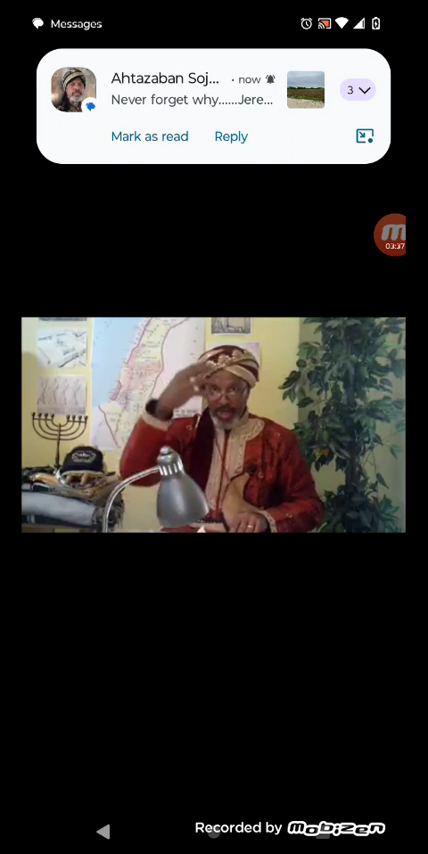 Messages
Ahtazaban Soj... • now
Never forget why......Jere...
3
Mark as read Reply
03:37
Recorded by Mobizen